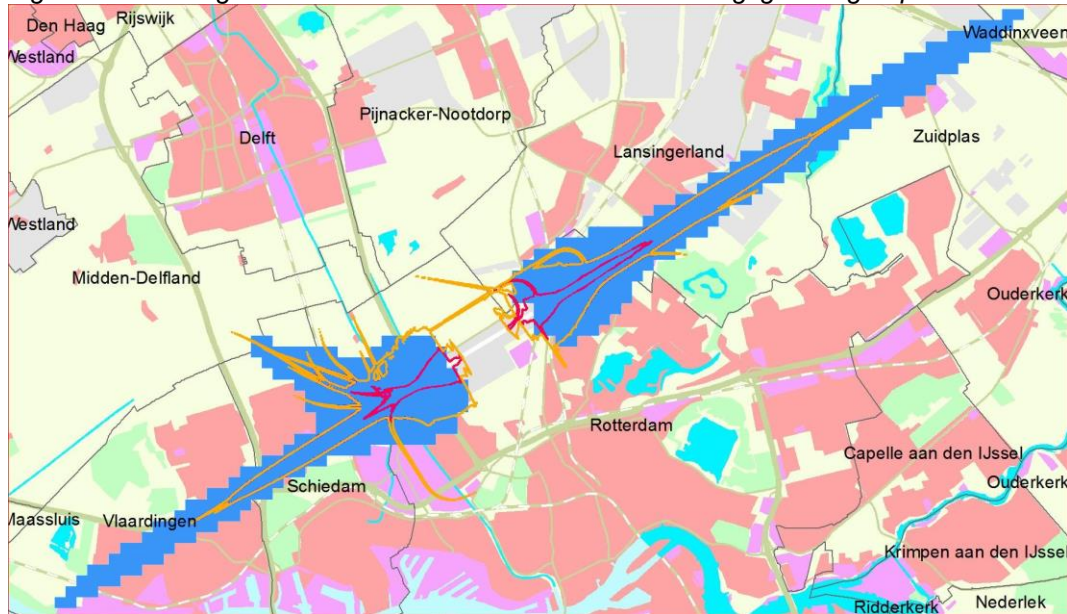 Den Haag
Rijswijk
Waddinxveen
Westland
Pijnacker-Nootdorp
Delft
Lansingerland
Zuidplas
Westland
Midden-Delfland
Ouderkerk
Rotterdam
Capelle aan den IJssel
Schiedam
Ouderkerk
Maassluis
Vlaardingen
Krimpen aan den IJssel
Ridderkerk
Nederlek